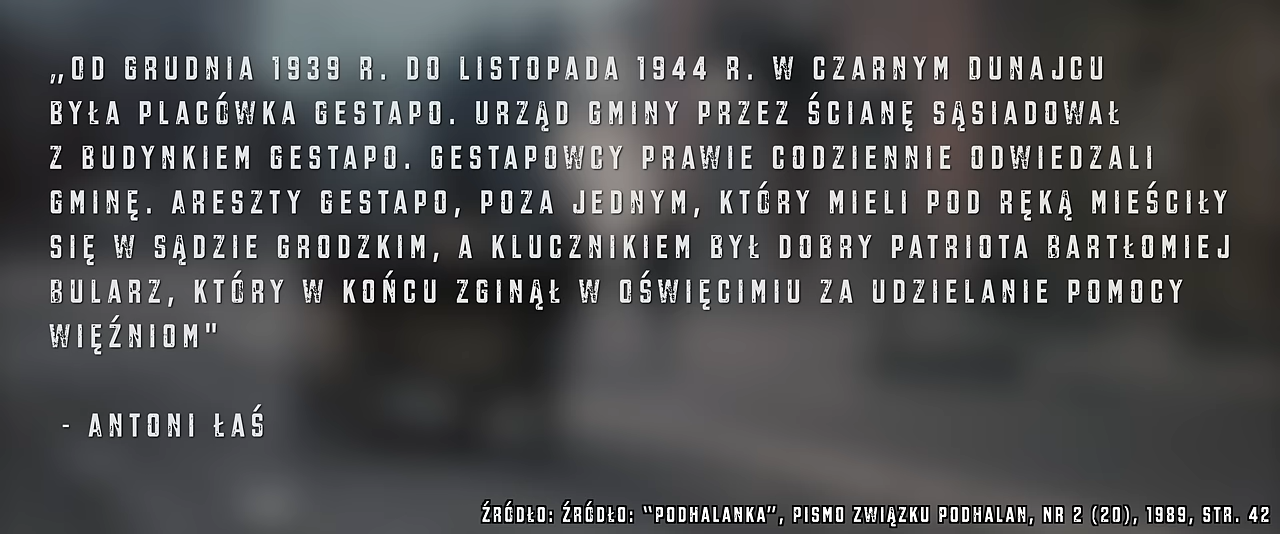 „OD GRUDNIA 1939 R. DO LISTOPADA 1944 R. W CZARNYM DUNAJCU
BYŁA PLACÓWKA GESTAPO. URZĄD GMINY PRZEZ ŚCIANĘ SĄSIADOWAŁ
Z BUDYNKIEM GESTAPO. GESTAPOWCY PRAWIE CODZIENNIE ODWIEDZALI
GMINĘ. ARESZTY GESTAPO, POZA JEDNYM, KTÓRY MIELI POD RĘKĄ MIEŚCIŁY
SIĘ W SĄDZIE GRODZKIM, A KLUCZNIKIEM BYŁ DOBRY PATRIOTA BARTŁOMIEJ
BULARZ, KTÓRY W KOŃCU ZGINĄŁ W OŚWIĘCIMIU ZA UDZIELANIE POMOCY
WIĘŹNIOM"
- ANTONI ŁAŚ
ŹRÓDŁO: ŹRÓDŁO: "PODHALANKA", PISMO ZWIĄZKU PODHALAN, NR 2 (20), 1989, STR. 42